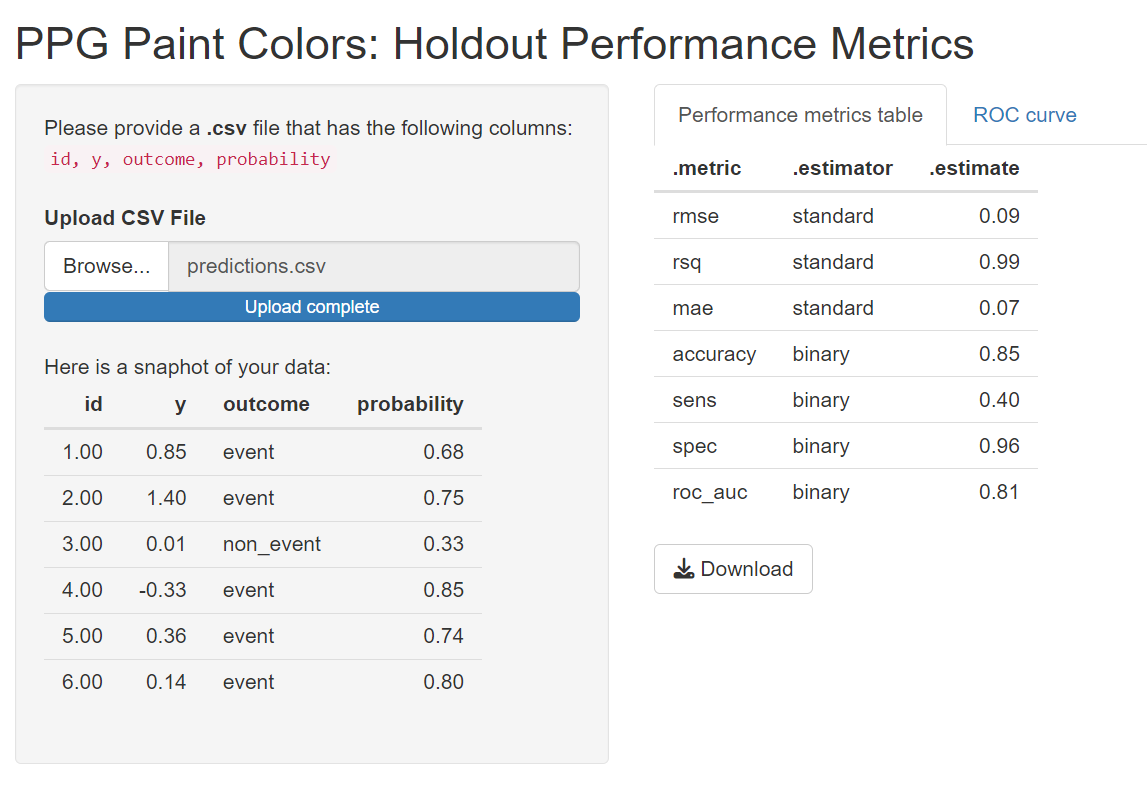 PPG Paint Colors: Holdout Performance Metrics
Please provide a .csv file that has the following columns:
id, y, outcome, probability
Upload CSV File
Browse... predictions.csv
Upload complete
Here is a snaphot of your data:
id y outcome probability
1.00 0.85 event 0.68
2.00 1.40 event 0.75
3.00 0.01 non_event 0.33
4.00 -0.33 event 0.85
5.00 0.36 event 0.74
6.00 0.14 event 0.80
Performance metrics table ROC curve
.metric .estimator .estimate
rmse standard 0.09
rsq standard 0.99
mae standard 0.07
accuracy binary 0.85
sens binary 0.40
spec binary 0.96
roc_auc binary 0.81
Download